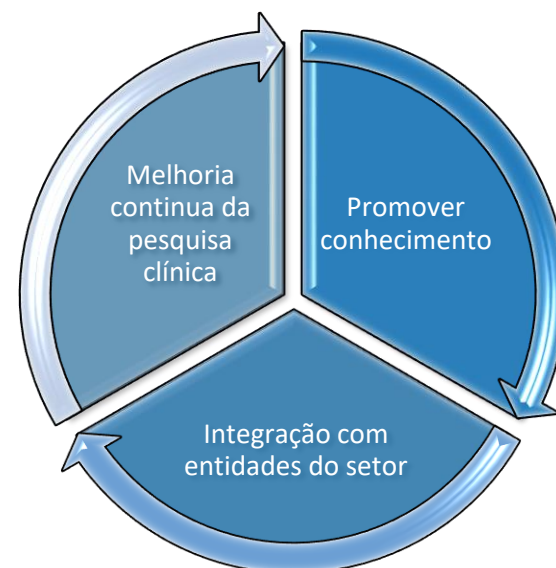 Melhoria
continua da
pesquisa
clínica
Promover
conhecimento
Integração com
entidades do setor